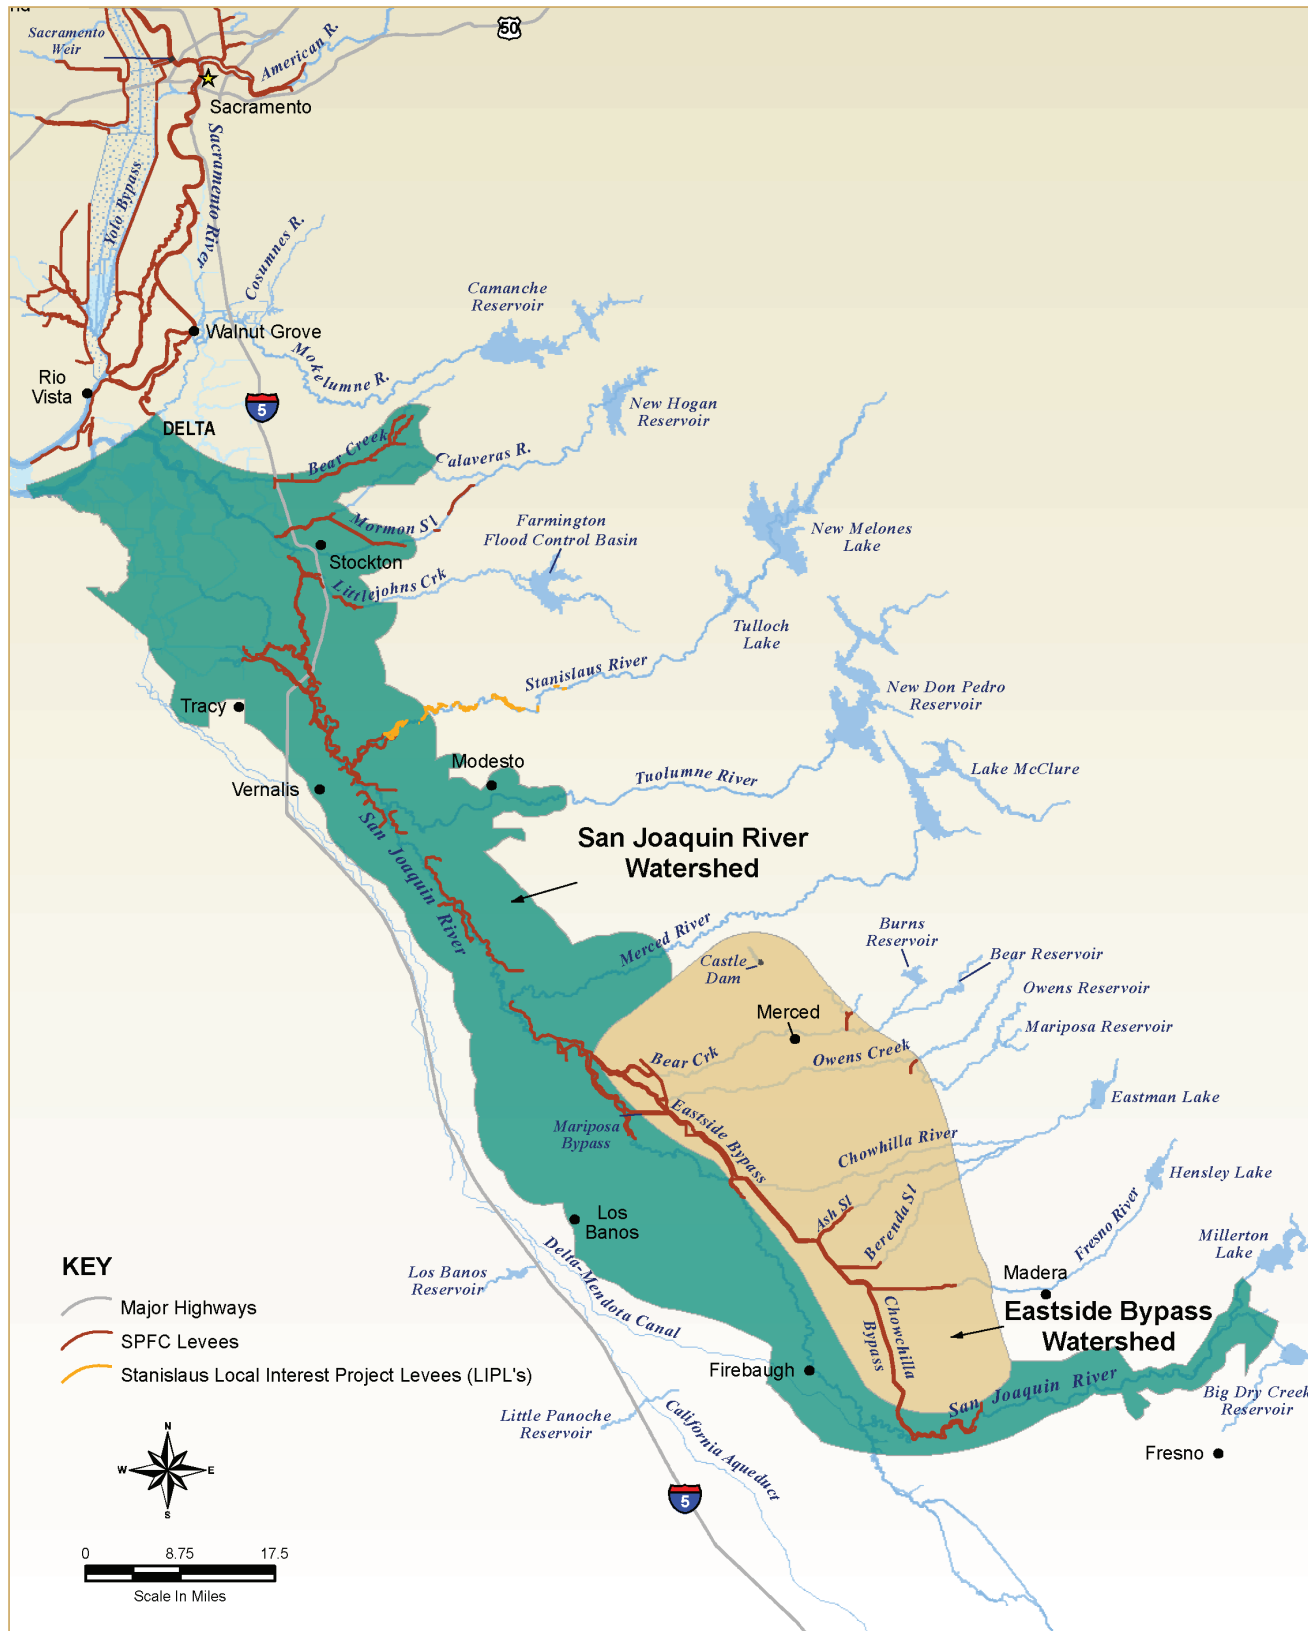 50
Sacramento
Weir
American R.
Sacramento
Sacramento River
Yolo Bypass
Cosumnes R.
Camanche
Reservoir
Walnut Grove
Mokelumne R.
Rio
Vista
5
New Hogan
Reservoir
DELTA
Bear Creek
Calaveras R.
Mormon Sl
Farmington
Flood Control Basin
New Melones
Lake
Stockton
Littlejohns Crk
Tulloch
Lake
Stanislaus River
New Don Pedro
Reservoir
Tracy
Modesto
Lake McClure
Tuolumne River
Vernalis
San Joaquin River
San Joaquin River
Watershed
Merced River
Burns
Reservoir
Castle
Dam
Bear Reservoir
Owens Reservoir
Merced
Mariposa Reservoir
Bear Crk
Owens Creek
Eastman Lake
Mariposa
Bypass
Eastside Bypass
Chowhilla River
Hensley Lake
Ash Sl
Berenda Sl
Fresno River
Los
Banos
Millerton
Lake
Delta-Mendota Canal
Los Banos
Reservoir
Madera
KEY
Major Highways
SPFC Levees
Stanislaus Local Interest Project Levees (LIPL's)
Eastside Bypass
Watershed
Chowchilla
Bypass
Firebaugh
San Joaquin River
Big Dry Creek
Reservoir
Little Panoche
Reservoir
California Aqueduct
Fresno
N
W
E
S
5
0
8.75
17.5
Scale In Miles